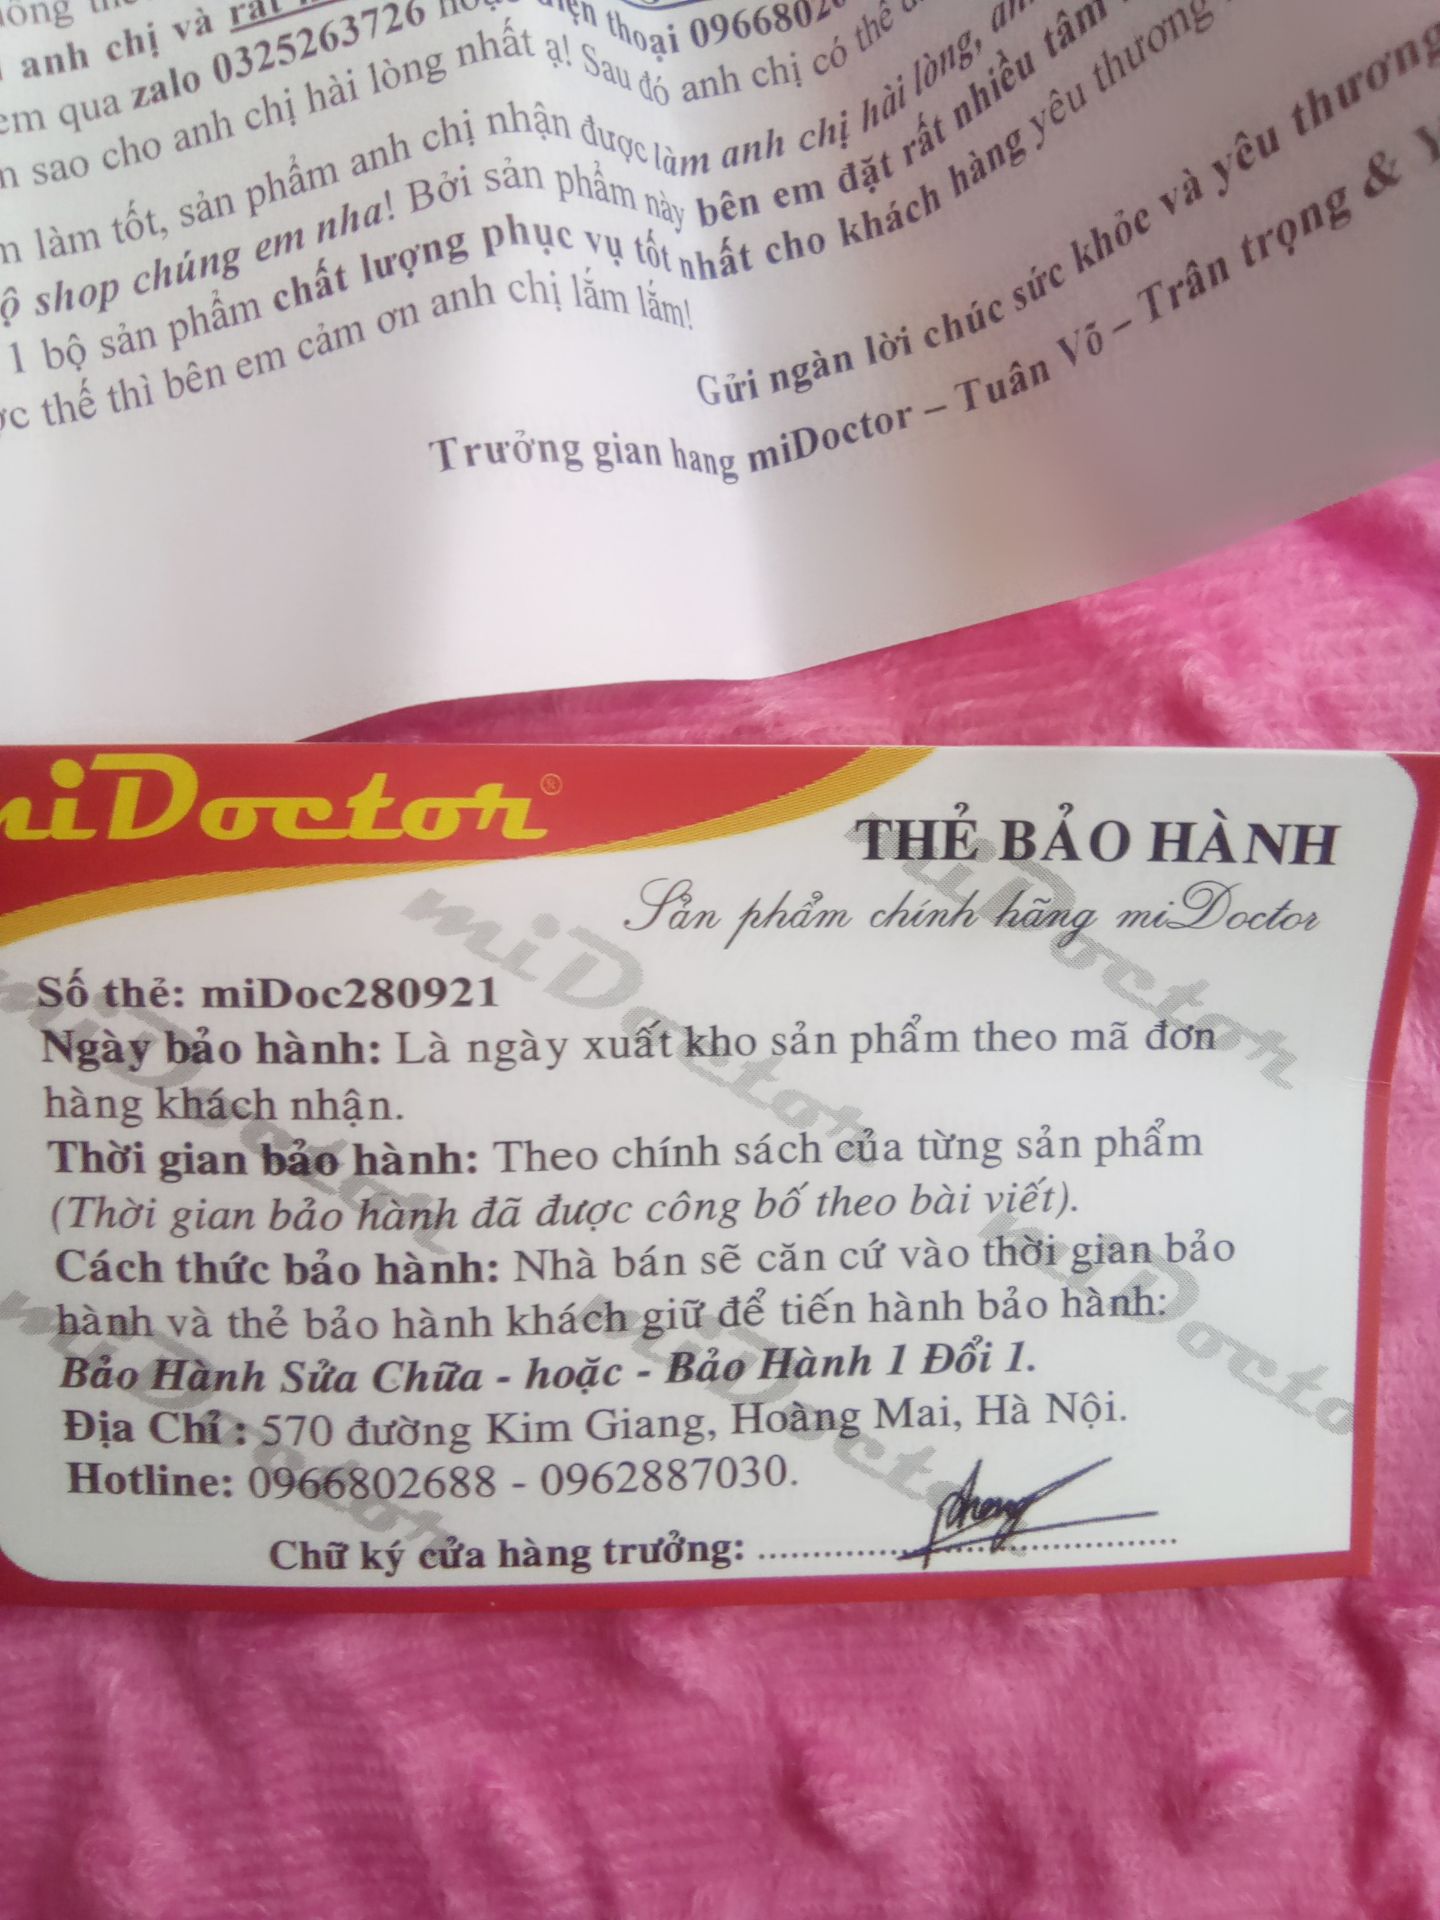 anh chị và rất
em qua zalo 0325263726 hoặc điện thoại 0966802
sao cho anh chị hài lòng nhất ạ! Sau đó anh chị có thể
làm tốt, sản phẩm anh chị nhận được làm anh chị hài lòng,
shop chúng em nha! Bởi sản phẩm này bên em đặt rất nhiều tâm
1 bộ sản phẩm chất lượng phục vụ tốt nhất cho khách hàng yêu thương
thế thì bên em cảm ơn anh chị lắm lắm!
Gửi ngàn lời chúc sức khỏe và yêu thương
Trưởng gian hang miDoctor – Tuân Võ – Trân trọng &
miDoctor®
THẺ BẢO HÀNH
Sản phẩm chính hãng miDoctor
Số thẻ: miDoc280921
Ngày bảo hành: Là ngày xuất kho sản phẩm theo mã đơn
hàng khách nhận.
Thời gian bảo hành: Theo chính sách của từng sản phẩm
(Thời gian bảo hành đã được công bố theo bài viết).
Cách thức bảo hành: Nhà bán sẽ căn cứ vào thời gian bảo
hành và thẻ bảo hành khách giữ để tiến hành bảo hành:
Bảo Hành Sửa Chữa - hoặc - Bảo Hành 1 Đổi 1.
Địa Chỉ : 570 đường Kim Giang, Hoàng Mai, Hà Nội.
Hotline: 0966802688 - 0962887030.
Chữ ký cửa hàng trưởng: